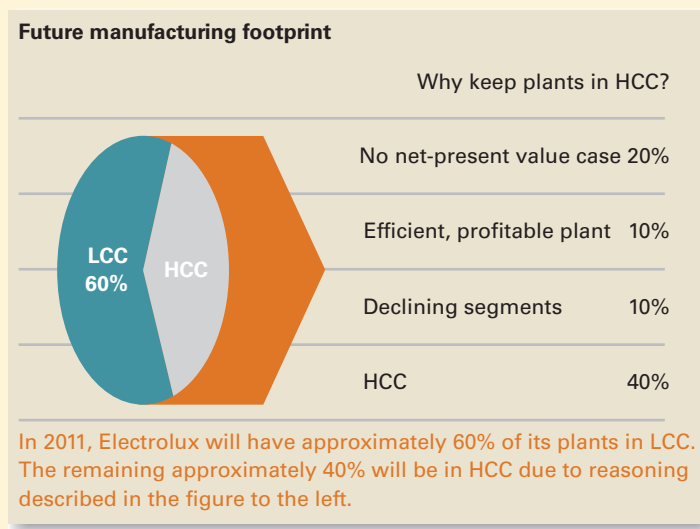 Future manufacturing footprint
Why keep plants in HCC?
No net-present value case 20%
Efficient, profitable plant 10%
LCC
60%
HCC
Declining segments 10%
HCC 40%
In 2011, Electrolux will have approximately 60% of its plants in LCC.
The remaining approximately 40% will be in HCC due to reasoning
described in the figure to the left.